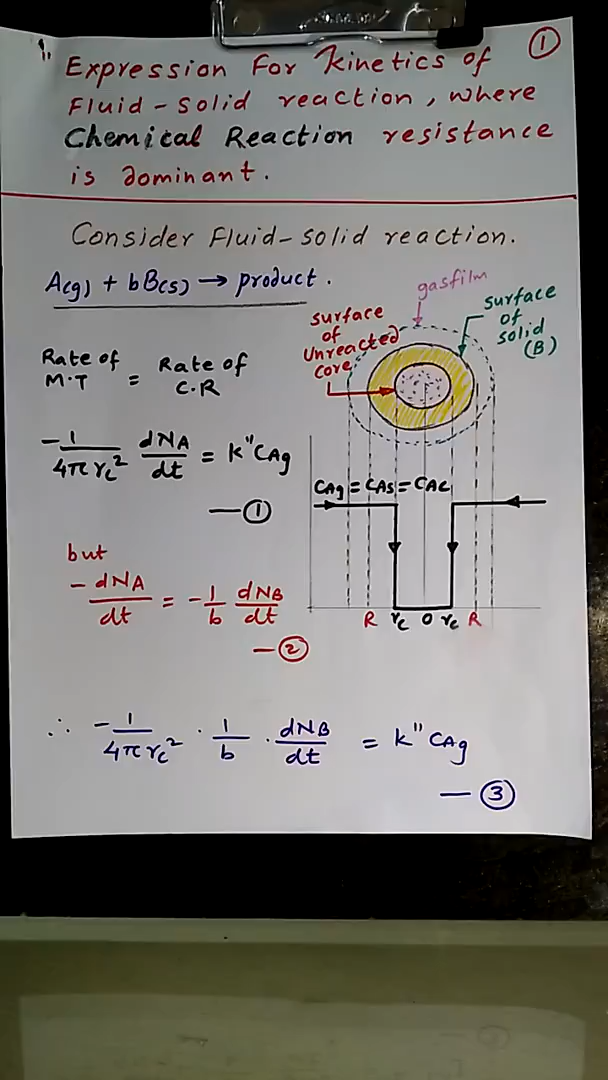 1. Expression For Kinetics of ①
Fluid-solid reaction, where
Chemical Reaction resistance
is dominant.
Consider Fluid-solid reaction.
A(g) + bB(s) → product.
gasfilm
surface
of
solid
(B)
surface
of
Unreacted
core
Rate of M.T = Rate of C.R
-1/4πrc² dNA/dt = k" CAg
—①
CAg = CAs = CAC
R rc 0 rc R
but
-dNA/dt = -1/b dNB/dt
—②
∴ -1/4πrc² · 1/b · dNB/dt = k" CAg
—③